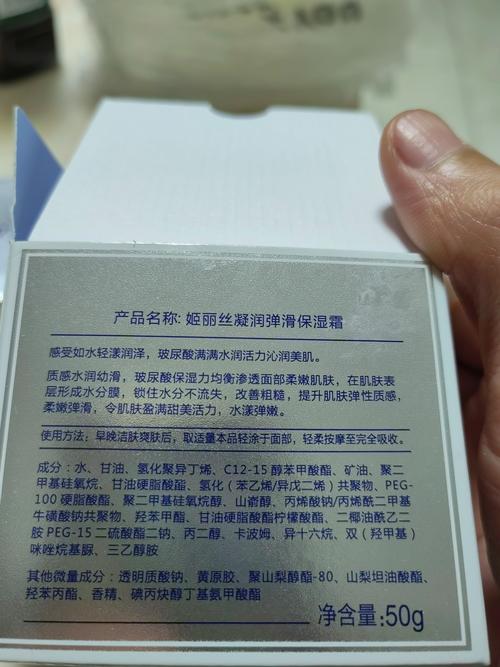 产品名称: 姬丽丝凝润弹滑保湿霜
感受如水轻漾润泽，玻尿酸满满水润活力沁润美肌。
质感水润幼滑，玻尿酸保湿力均衡渗透面部柔嫩肌肤，在肌肤表
层形成水分膜，锁住水分不流失，改善粗糙，提升肌肤弹性质感，
柔嫩弹滑，令肌肤盈满甜美活力，水漾弹嫩。
使用方法：早晚洁肤爽肤后，取适量本品轻涂于面部，轻柔按摩至完全吸收。
成分：水、甘油、氢化聚异丁烯、C12-15 醇苯甲酸酯、矿油、聚二
甲基硅氧烷、甘油硬脂酸酯、氢化（苯乙烯/异戊二烯）共聚物、PEG-
100 硬脂酸酯、聚二甲基硅氧烷醇、山嵛醇、丙烯酸钠/丙烯酰二甲基
牛磺酸钠共聚物、羟苯甲酯、甘油硬脂酸酯柠檬酸酯、二椰油酰乙二
胺 PEG-15 二硫酸酯二钠、丙二醇、卡波姆、异十六烷、双（羟甲基）
咪唑烷基脲、三乙醇胺
其他微量成分：透明质酸钠、黄原胶、聚山梨醇酯-80、山梨坦油酸酯、
羟苯丙酯、香精、碘丙炔醇丁基氨甲酸酯
净含量:50g